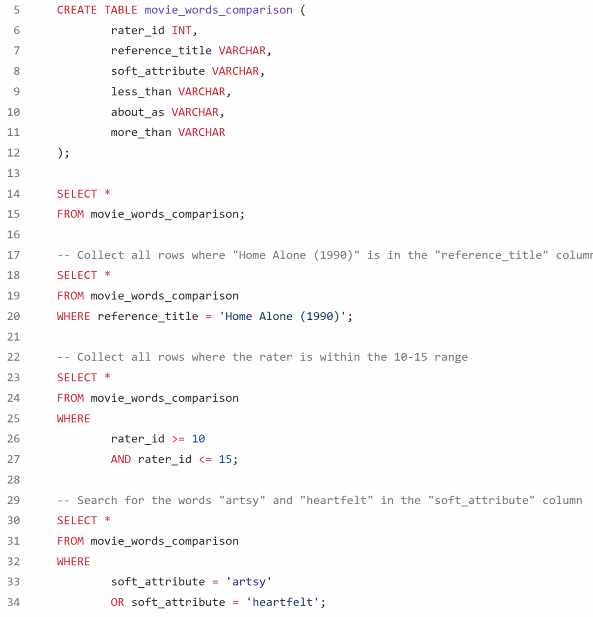 5 CREATE TABLE movie_words_comparison (
6 rater_id INT,
7 reference_title VARCHAR,
8 soft_attribute VARCHAR,
9 less_than VARCHAR,
10 about_as VARCHAR,
11 more_than VARCHAR
12 );
13
14 SELECT *
15 FROM movie_words_comparison;
16
17 -- Collect all rows where "Home Alone (1990)" is in the "reference_title" column
18 SELECT *
19 FROM movie_words_comparison
20 WHERE reference_title = 'Home Alone (1990)';
21
22 -- Collect all rows where the rater is within the 10-15 range
23 SELECT *
24 FROM movie_words_comparison
25 WHERE
26 rater_id >= 10
27 AND rater_id <= 15;
28
29 -- Search for the words "artsy" and "heartfelt" in the "soft_attribute" column
30 SELECT *
31 FROM movie_words_comparison
32 WHERE
33 soft_attribute = 'artsy'
34 OR soft_attribute = 'heartfelt';